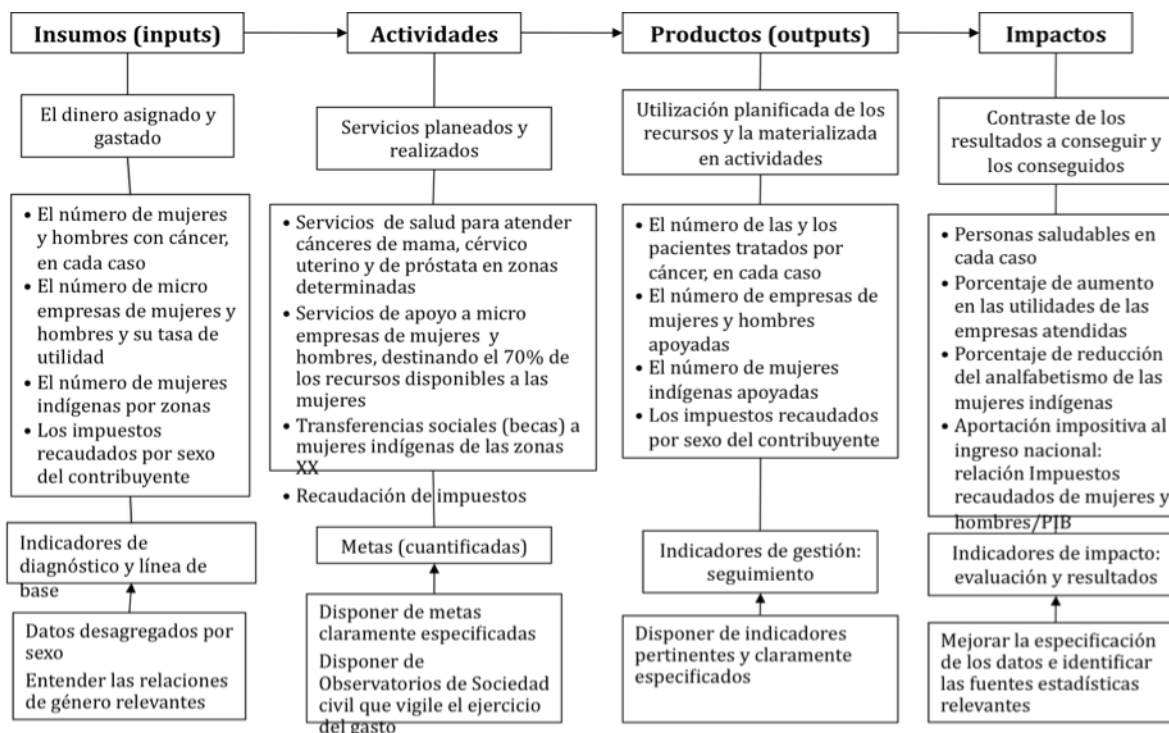 Insumos (inputs)
Actividades
Productos (outputs)
Impactos
El dinero asignado y
gastado
Servicios planeados y
realizados
Utilización planificada de los
recursos y la materializada
en actividades
Contraste de los
resultados a conseguir y
los conseguidos
• El número de mujeres
y hombres con cáncer,
en cada caso
• El número de micro
empresas de mujeres y
hombres y su tasa de
utilidad
• El número de mujeres
indígenas por zonas
• Los impuestos
recaudados por sexo
del contribuyente
• Servicios de salud para atender
cánceres de mama, cérvico
uterino y de próstata en zonas
determinadas
• Servicios de apoyo a micro
empresas de mujeres y
hombres, destinando el 70% de
los recursos disponibles a las
mujeres
• Transferencias sociales (becas) a
mujeres indígenas de las zonas
XX
• Recaudación de impuestos
• El número de las y los
pacientes tratados por
cáncer, en cada caso
• El número de empresas de
mujeres y hombres
apoyadas
• El número de mujeres
indígenas apoyadas
• Los impuestos recaudados
por sexo del contribuyente
• Personas saludables en
cada caso
• Porcentaje de aumento
en las utilidades de las
empresas atendidas
• Porcentaje de reducción
del analfabetismo de las
mujeres indígenas
• Aportación impositiva al
ingreso nacional:
relación Impuestos
recaudados de mujeres y
hombres/PIB
Indicadores de
diagnóstico y línea de
base
Metas (cuantificadas)
Indicadores de gestión:
seguimiento
Indicadores de impacto:
evaluación y resultados
Datos desagregados por
sexo
Entender las relaciones
de género relevantes
Disponer de metas
claramente especificadas
Disponer de
Observatorios de Sociedad
civil que vigile el ejercicio
del gasto
Disponer de indicadores
pertinentes y claramente
especificados
Mejorar la especificación
de los datos e identificar
las fuentes estadísticas
relevantes